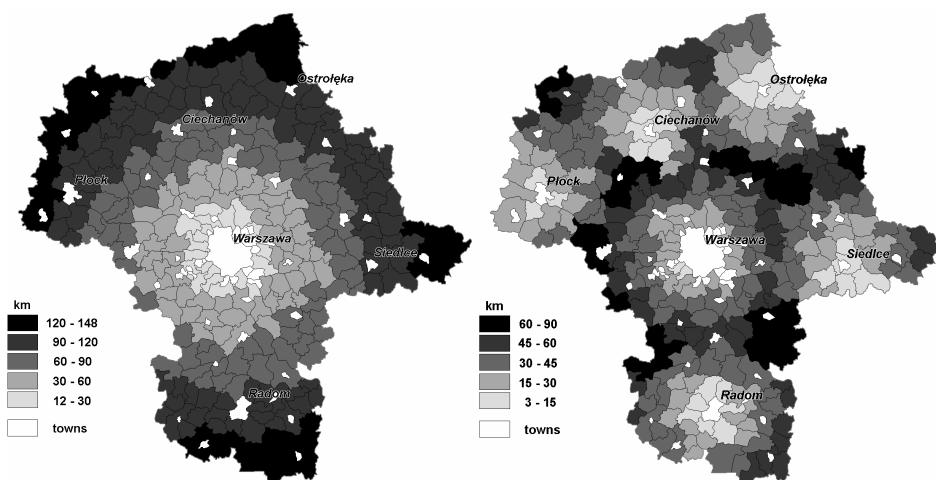 Ostrołęka
Ciechanów
Płock
Warszawa
Siedlce
km
120 - 148
90 - 120
60 - 90
30 - 60
12 - 30
Radom
towns
Ostrołęka
Ciechanów
Płock
Warszawa
Siedlce
km
60 - 90
45 - 60
30 - 45
15 - 30
3 - 15
Radom
towns